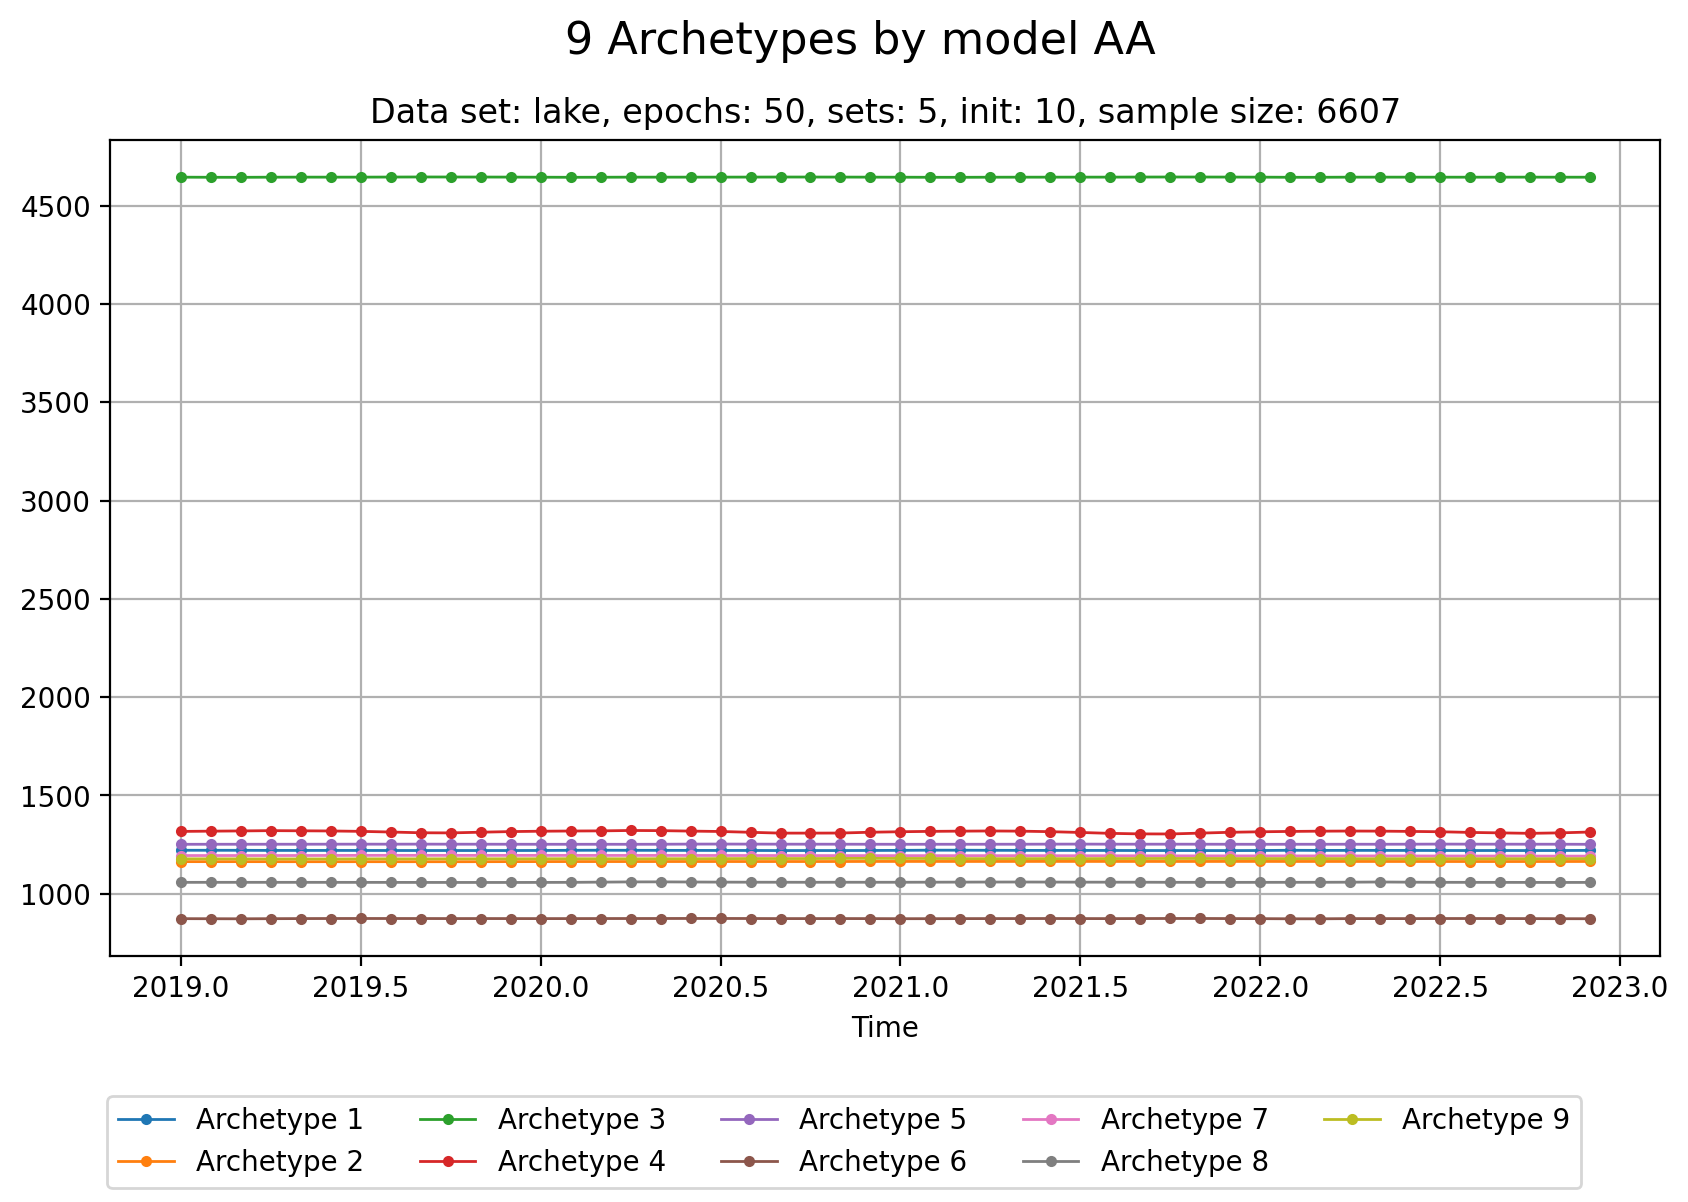 9 Archetypes by model AA
Data set: lake, epochs: 50, sets: 5, init: 10, sample size: 6607
4500
4000
3500
3000
2500
2000
1500
1000
2019.0 2019.5 2020.0 2020.5 2021.0 2021.5 2022.0 2022.5 2023.0
Time
Archetype 1 Archetype 3 Archetype 5 Archetype 7 Archetype 9
Archetype 2 Archetype 4 Archetype 6 Archetype 8